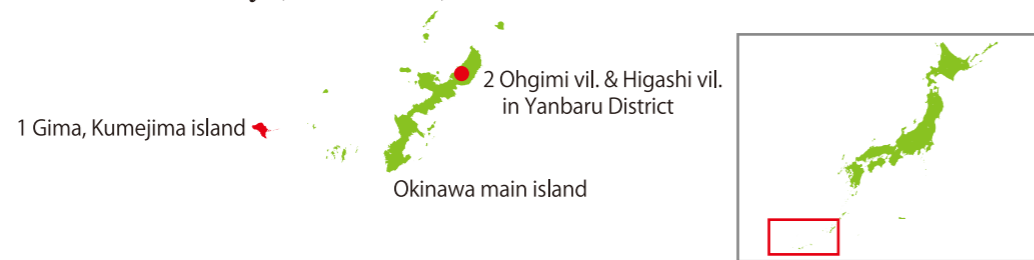 2 Ohgimi vil. & Higashi vil.
in Yanbaru District
1 Gima, Kumejima island
Okinawa main island